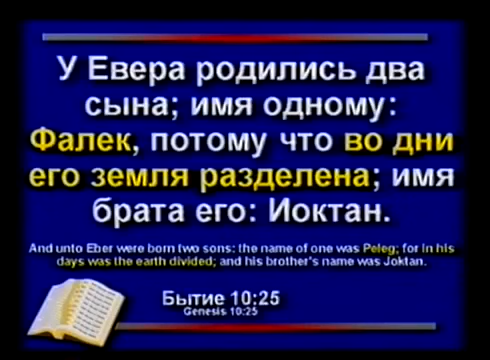 У Евера родились два
сына; имя одному:
Фалек, потому что во дни
его земля разделена; имя
брата его: Иоктан.
And unto Eber were born two sons: the name of one was Peleg; for in his
days was the earth divided; and his brother's name was Joktan.
Бытие 10:25
Genesis 10:25